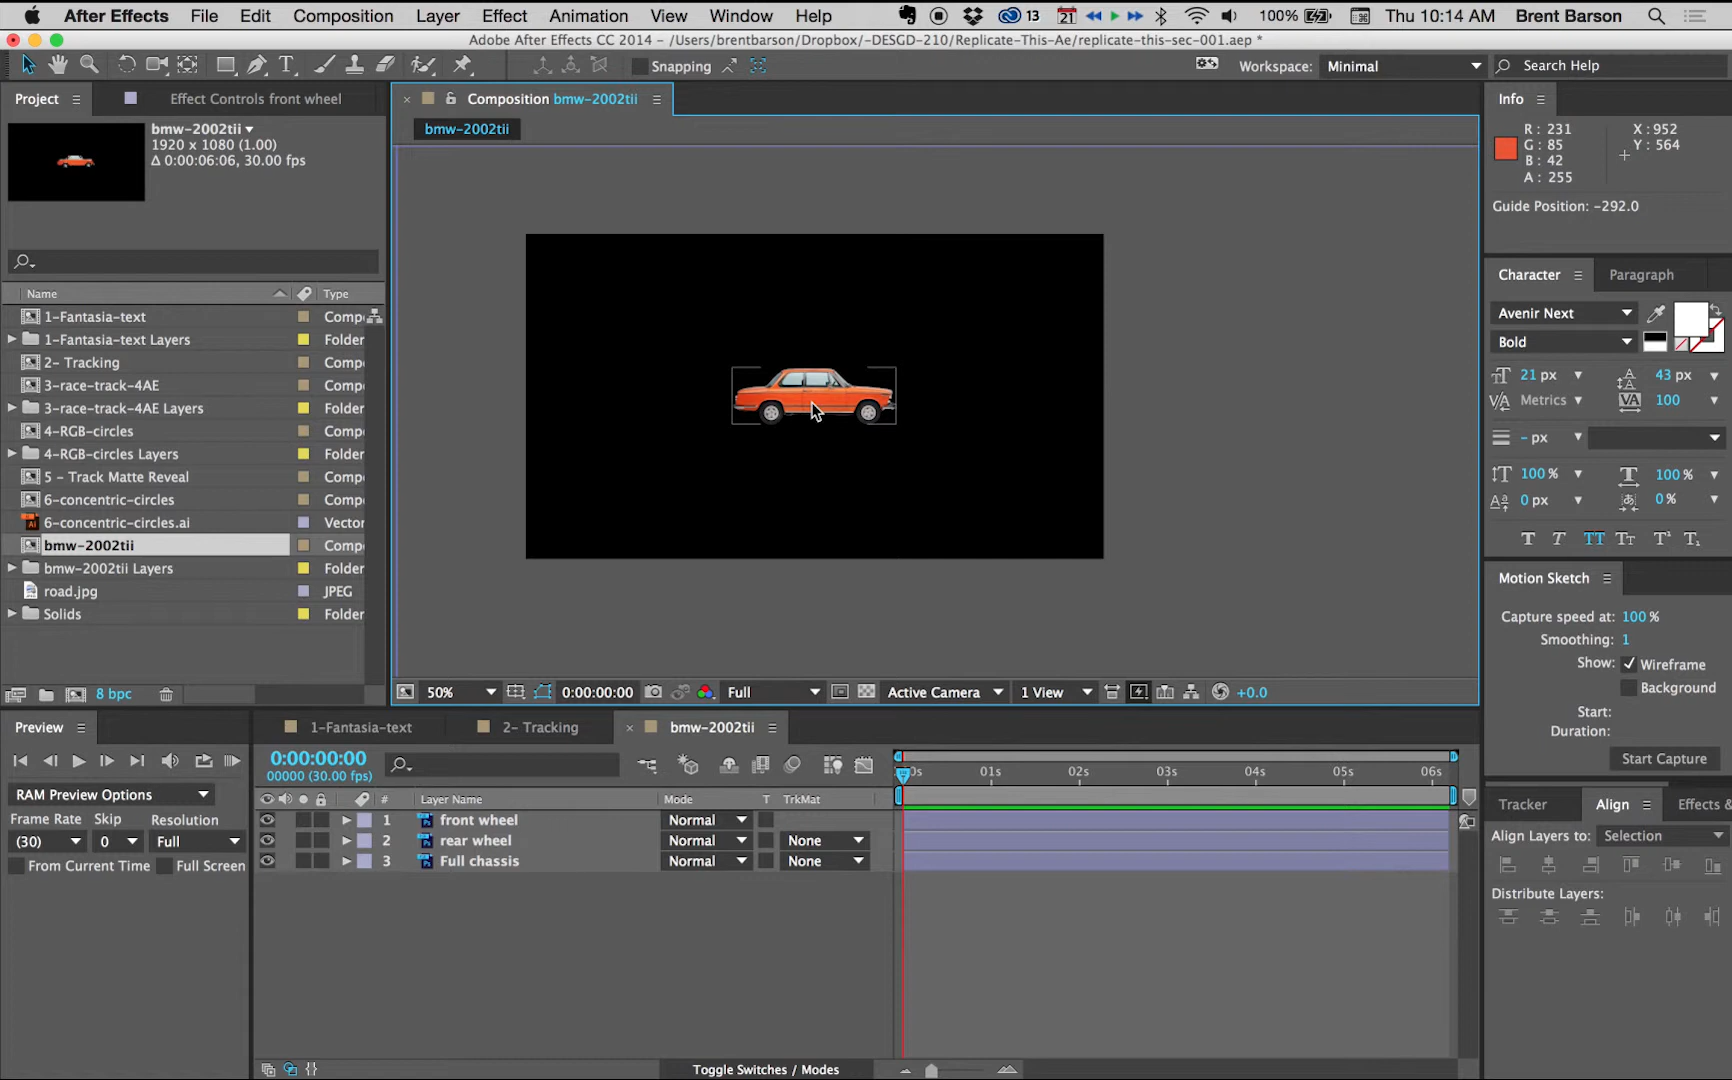 After Effects File Edit Composition Layer Effect Animation View Window Help 13 21 100% Thu 10:14 AM Brent Barson
Adobe After Effects CC 2014 - /Users/brentbarson/Dropbox/-DESGD-210/Replicate-This-Ae/replicate-this-sec-001.aep *
Snapping Workspace: Minimal Search Help
Project Effect Controls front wheel
bmw-2002tii
1920 x 1080 (1.00)
Δ 0:00:06:06, 30.00 fps
Name Type
1-Fantasia-text Comp
1-Fantasia-text Layers Folder
2- Tracking Comp
3-race-track-4AE Comp
3-race-track-4AE Layers Folder
4-RGB-circles Comp
4-RGB-circles Layers Folder
5 - Track Matte Reveal Comp
6-concentric-circles Comp
6-concentric-circles.ai Vector
bmw-2002tii Comp
bmw-2002tii Layers Folder
road.jpg JPEG
Solids Folder
8 bpc
Composition bmw-2002tii
bmw-2002tii
50% 0:00:00:00 Full Active Camera 1 View +0.0
Info
R : 231 X : 952
G : 85 Y : 564
B : 42
A : 255
Guide Position: -292.0
Character Paragraph
Avenir Next
Bold
21 px 43 px
Metrics 100
- px
100 % 100 %
0 px 0 %
T T TT Tt T¹ T₁
Motion Sketch
Capture speed at: 100 %
Smoothing: 1
Show: Wireframe
Background
Start:
Duration:
Start Capture
Preview
RAM Preview Options
Frame Rate Skip Resolution
(30) 0 Full
From Current Time Full Screen
1-Fantasia-text 2- Tracking bmw-2002tii
0:00:00:00
00000 (30.00 fps)
0s 01s 02s 03s 04s 05s 06s
# Layer Name Mode T TrkMat
1 front wheel Normal
2 rear wheel Normal None
3 Full chassis Normal None
Toggle Switches / Modes
Tracker Align Effects &
Align Layers to: Selection
Distribute Layers: